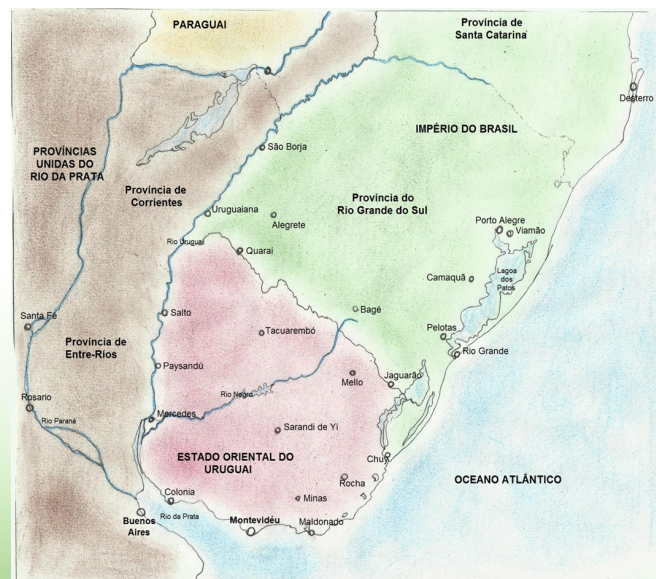 PARAGUAI
Província de
Santa Catarina
Desterro
IMPÉRIO DO BRASIL
PROVÍNCIAS
UNIDAS DO
RIO DA PRATA
São Borja
Província de
Corrientes
Província do
Rio Grande do Sul
Uruguaiana
Alegrete
Porto Alegre
Viamão
Rio Uruguai
Quaraí
Lagoa
dos
Patos
Camaquã
Santa Fé
Salto
Bagé
Tacuarembó
Pelotas
Província de
Entre-Rios
Rio Grande
Paysandú
Mello
Jaguarão
Rosario
Rio Negro
Rio Paraná
Mercedes
Sarandi de Yí
ESTADO ORIENTAL DO
URUGUAI
Chuy
Rocha
OCEANO ATLÂNTICO
Colonia
Minas
Rio da Prata
Buenos
Aires
Montevidéu
Maldonado